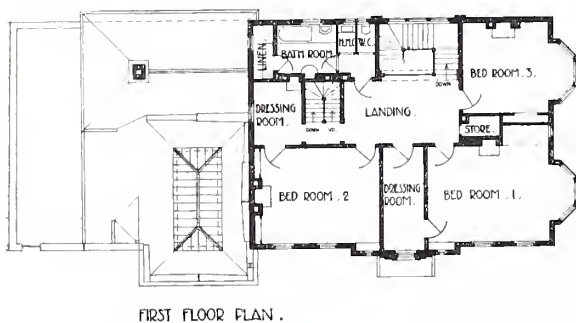 LINEN.
BATH ROOM.
H.M.C.
W.C.
BED ROOM . 3.
DOWN
DRESSING
ROOM.
DOWN UP.
LANDING.
STORE.
BED ROOM . 2
DRESSING
ROOM.
BED ROOM . 1.
FIRST FLOOR PLAN .